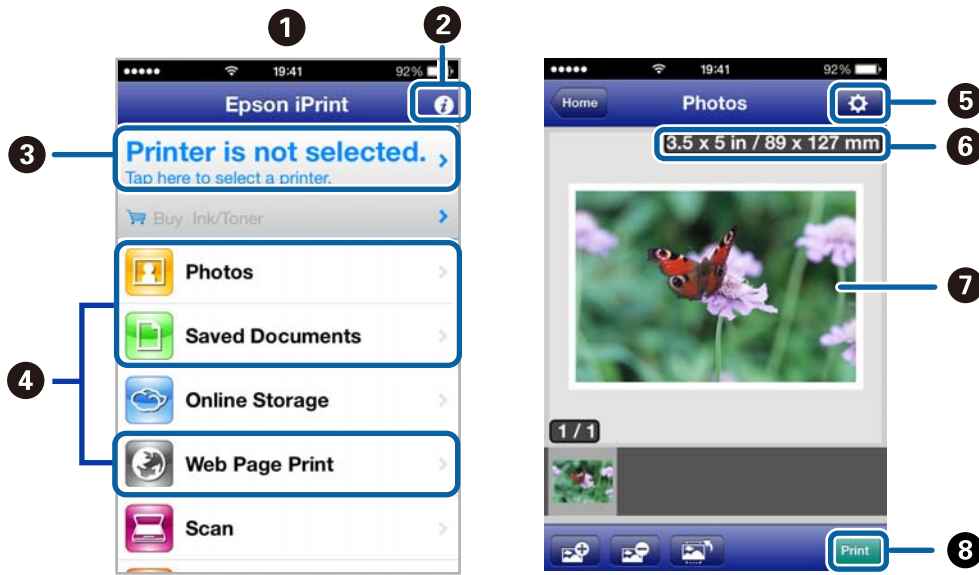 1
2
19:41
92%
Epson iPrint
i
3
Printer is not selected.
Tap here to select a printer.
Buy Ink/Toner
Photos
Saved Documents
4
Online Storage
Web Page Print
Scan
19:41
92%
Home
Photos
5
3.5 x 5 in / 89 x 127 mm
6
7
1 / 1
Print
8